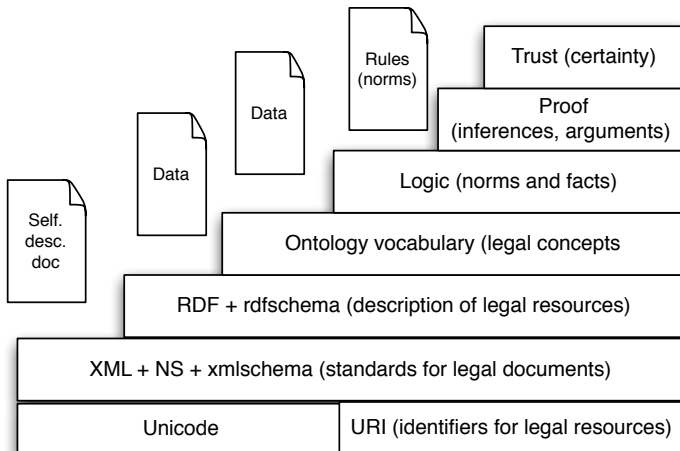 Rules
(norms)
Trust (certainty)
Data
Proof
(inferences, arguments)
Data
Logic (norms and facts)
Self.
desc.
doc
Ontology vocabulary (legal concepts
RDF + rdfschema (description of legal resources)
XML + NS + xmlschema (standards for legal documents)
Unicode
URI (identifiers for legal resources)